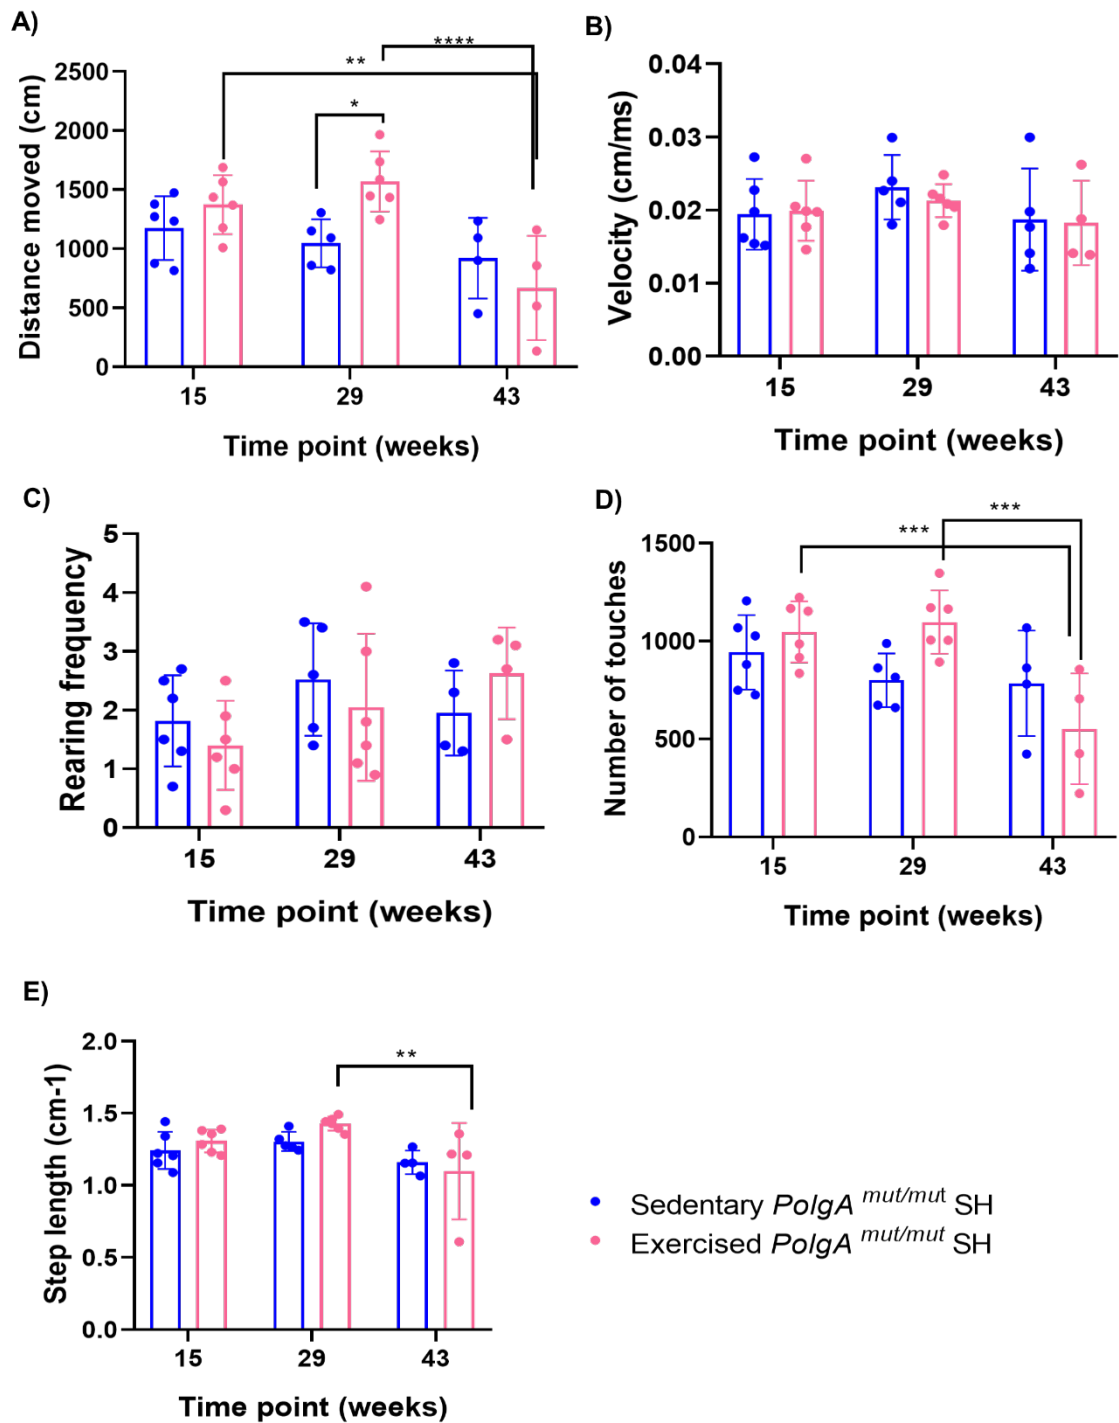 A)
Distance moved (cm)
2500
2000
1500
1000
500
0
**
****
*
15 29 43
Time point (weeks)
B)
Velocity (cm/ms)
0.04
0.03
0.02
0.01
0.00
15 29 43
Time point (weeks)
C)
Rearing frequency
5
4
3
2
1
0
15 29 43
Time point (weeks)
D)
Number of touches
1500
1000
500
0
***
***
15 29 43
Time point (weeks)
E)
Step length (cm-1)
2.0
1.5
1.0
0.5
0.0
**
15 29 43
Time point (weeks)
Sedentary PolgA mut/mut SH
Exercised PolgA mut/mut SH